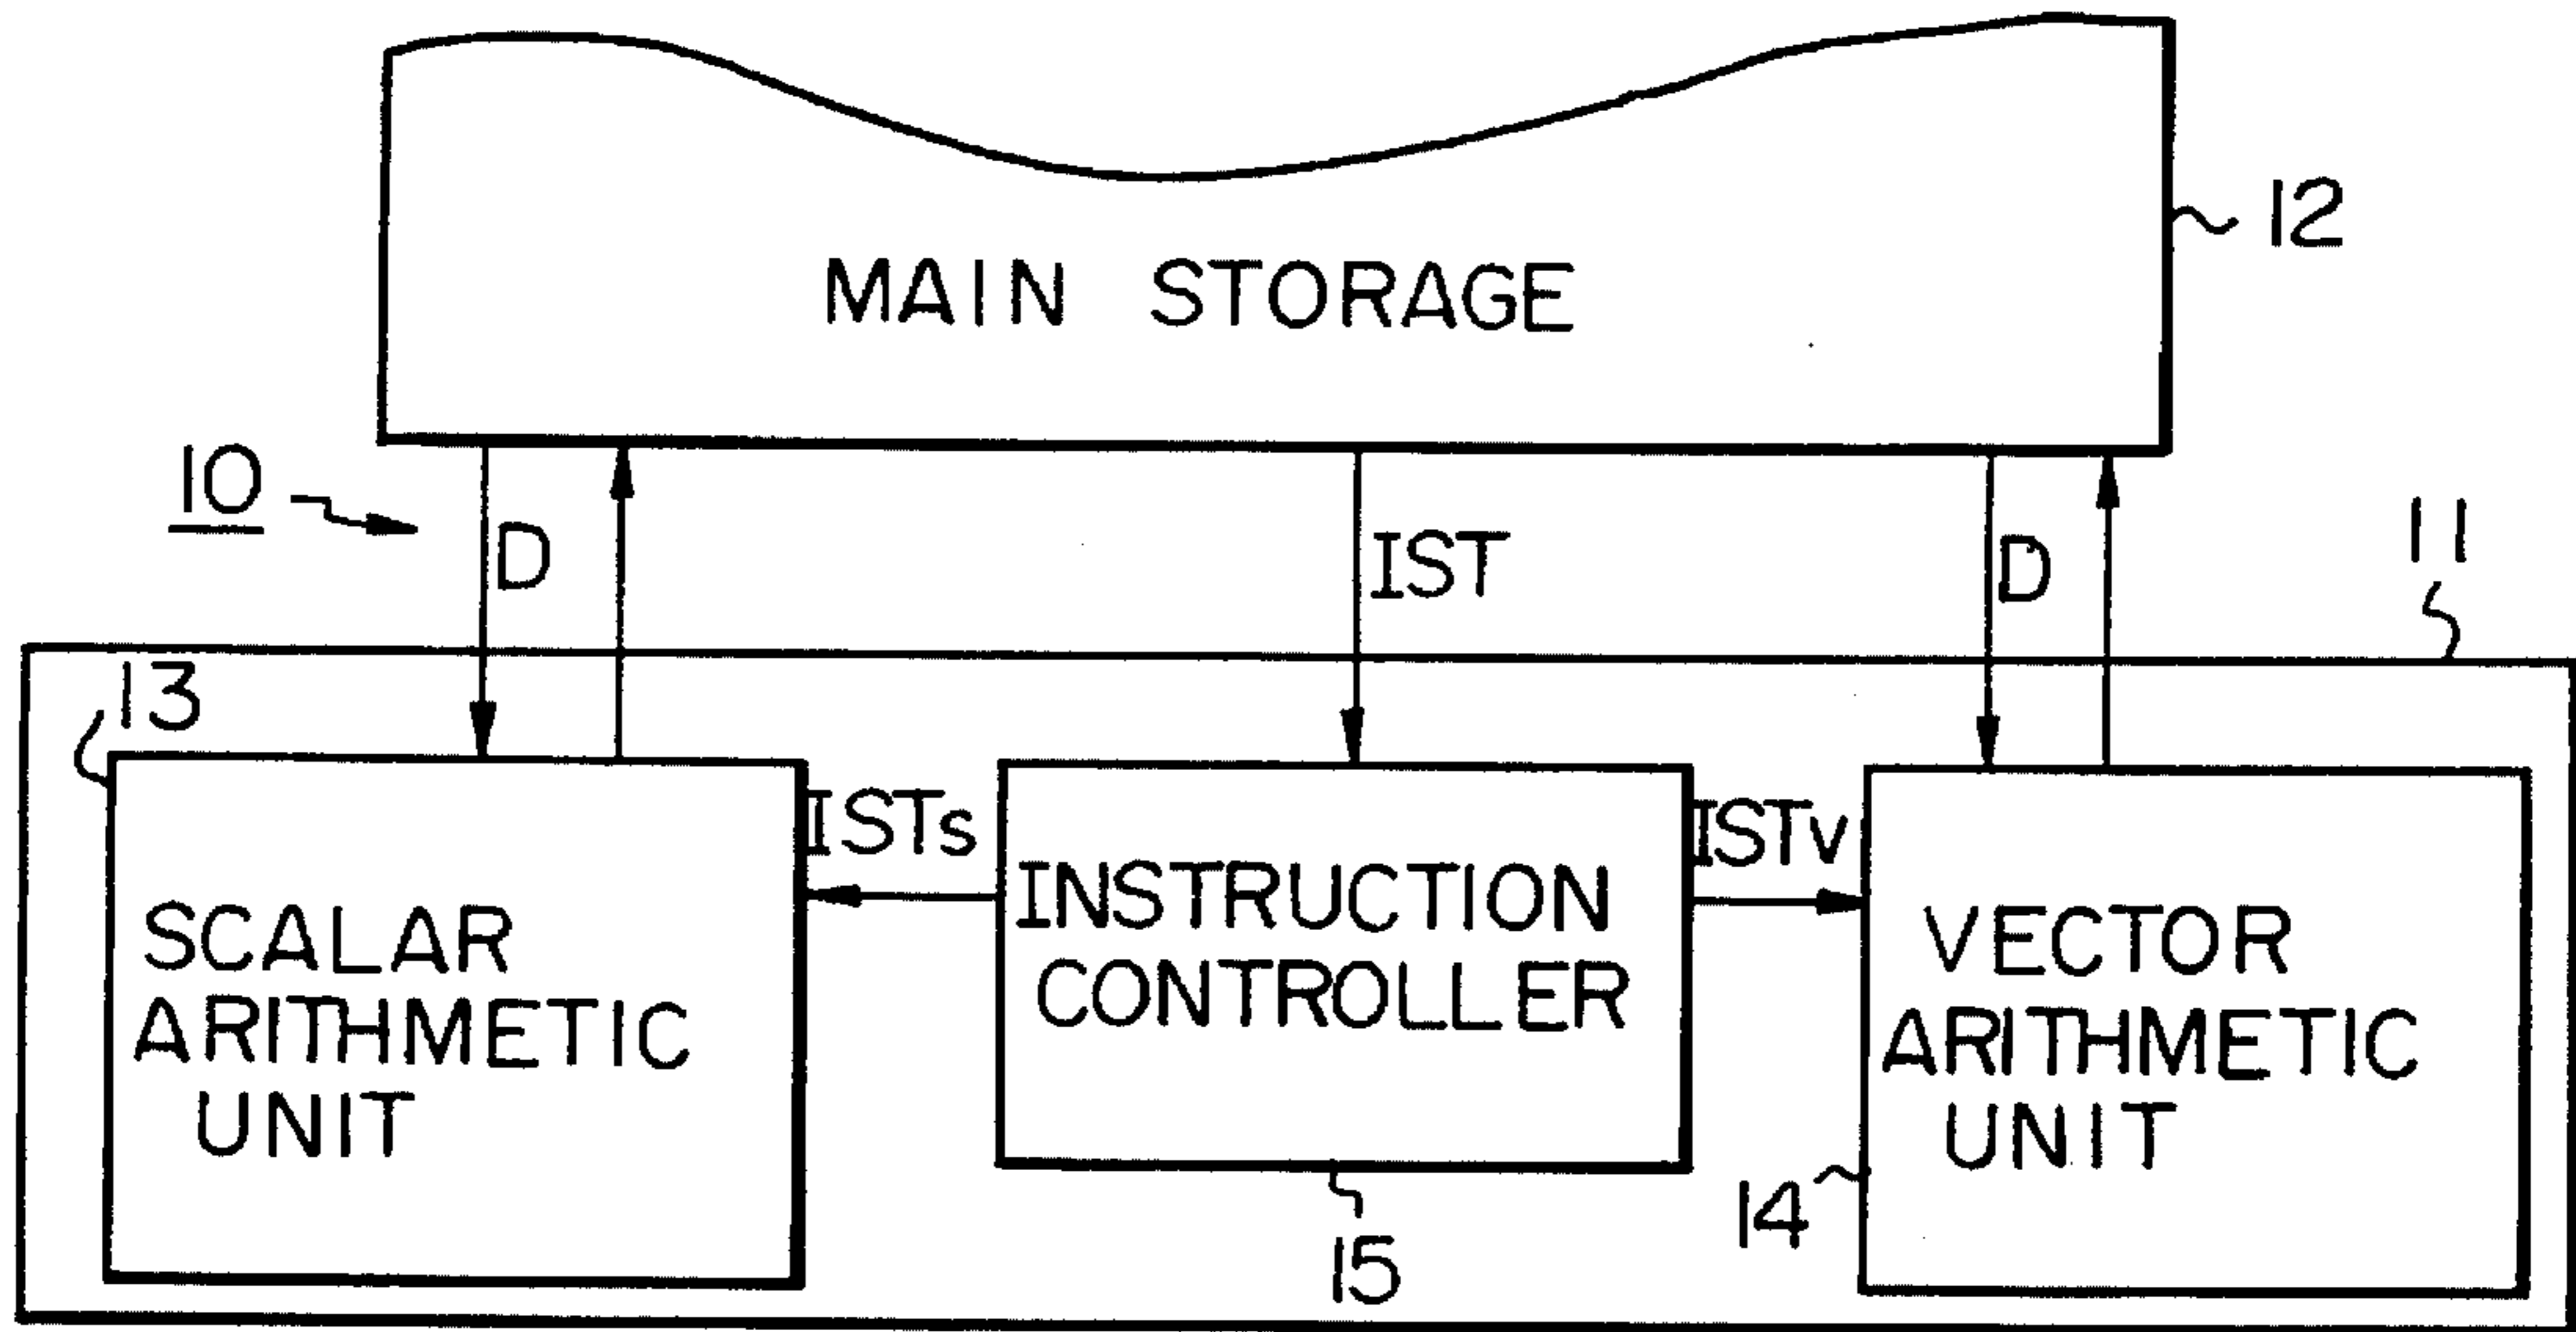 12
MAIN STORAGE
10
D
IST
D
11
13
ISTs
ISTv
SCALAR
ARITHMETIC
UNIT
INSTRUCTION
CONTROLLER
VECTOR
ARITHMETIC
UNIT
14
15